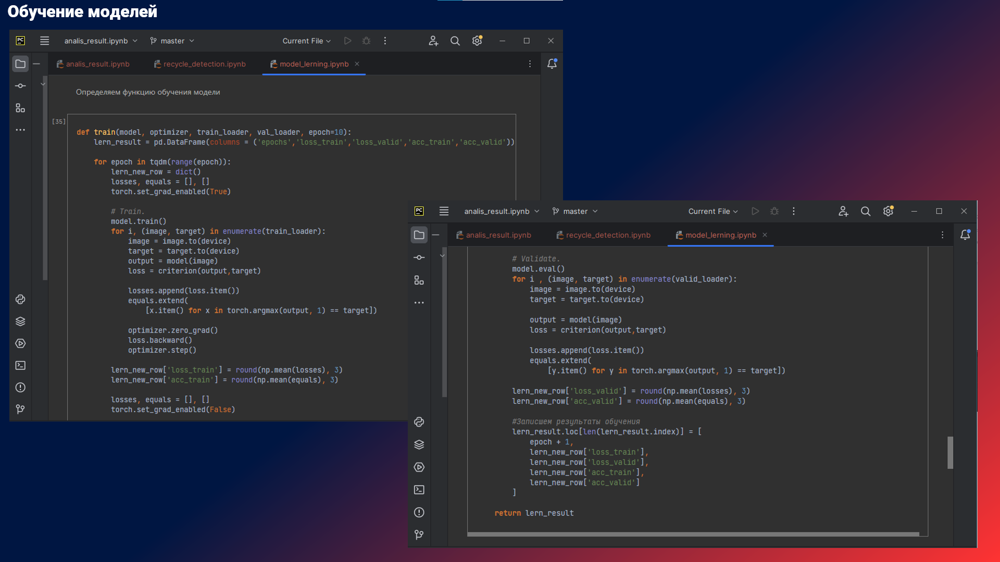 Обучение моделей
PC analis_result.ipynb master Current File
analis_result.ipynb recycle_detection.ipynb model_lerning.ipynb
Определяем функцию обучения модели
[35]
def train(model, optimizer, train_loader, val_loader, epoch=10):
lern_result = pd.DataFrame(columns = ('epochs','loss_train','loss_valid','acc_train','acc_valid'))
for epoch in tqdm(range(epoch)):
lern_new_row = dict()
losses, equals = [], []
torch.set_grad_enabled(True)
# Train.
model.train()
for i, (image, target) in enumerate(train_loader):
image = image.to(device)
target = target.to(device)
output = model(image)
loss = criterion(output,target)
losses.append(loss.item())
equals.extend(
[x.item() for x in torch.argmax(output, 1) == target])
optimizer.zero_grad()
loss.backward()
optimizer.step()
lern_new_row['loss_train'] = round(np.mean(losses), 3)
lern_new_row['acc_train'] = round(np.mean(equals), 3)
losses, equals = [], []
torch.set_grad_enabled(False)
PC analis_result.ipynb master Current File
analis_result.ipynb recycle_detection.ipynb model_lerning.ipynb
# Validate.
model.eval()
for i , (image, target) in enumerate(valid_loader):
image = image.to(device)
target = target.to(device)
output = model(image)
loss = criterion(output,target)
losses.append(loss.item())
equals.extend(
[y.item() for y in torch.argmax(output, 1) == target])
lern_new_row['loss_valid'] = round(np.mean(losses), 3)
lern_new_row['acc_valid'] = round(np.mean(equals), 3)
#Записшем результаты обучения
lern_result.loc[len(lern_result.index)] = [
epoch + 1,
lern_new_row['loss_train'],
lern_new_row['loss_valid'],
lern_new_row['acc_train'],
lern_new_row['acc_valid']
]
return lern_result